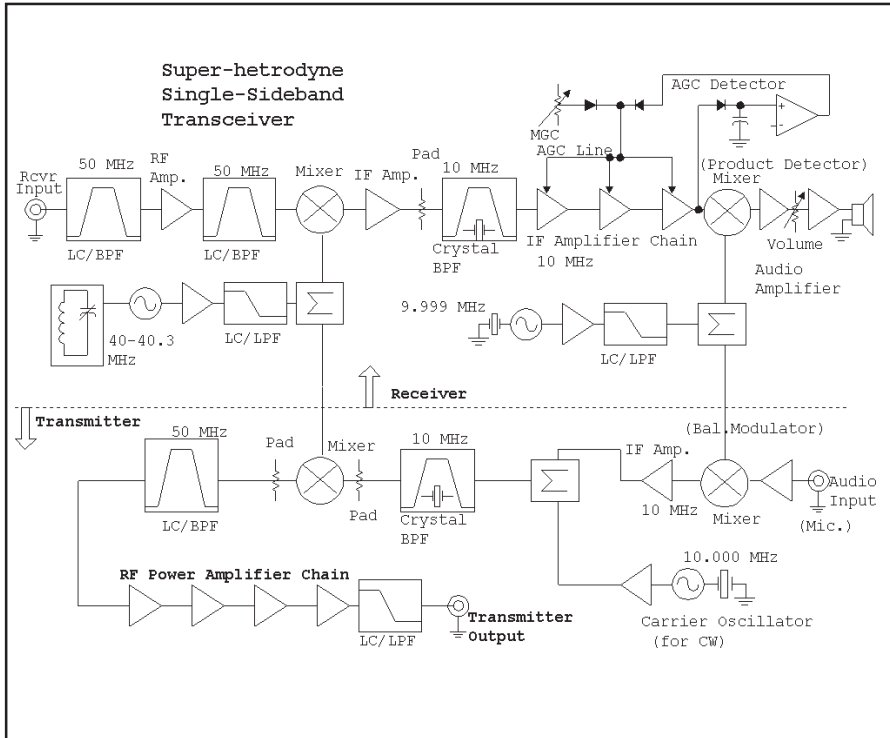 Super-hetrodyne
Single-Sideband
Transceiver
AGC Detector
MGC
AGC Line
Rcvr
Input
50 MHz
RF
Amp.
50 MHz
Mixer
IF Amp.
Pad
10 MHz
(Product Detector)
Mixer
LC/BPF
LC/BPF
Crystal
BPF
IF Amplifier Chain
10 MHz
Volume
Audio
Amplifier
40-40.3
MHz
LC/LPF
Σ
9.999 MHz
LC/LPF
Σ
Receiver
Transmitter
50 MHz
Pad
Mixer
10 MHz
(Bal.Modulator)
IF Amp.
LC/BPF
Pad
Crystal
BPF
Σ
10 MHz
Mixer
Audio
Input
(Mic.)
RF Power Amplifier Chain
LC/LPF
Transmitter
Output
10.000 MHz
Carrier Oscillator
(for CW)
+
-